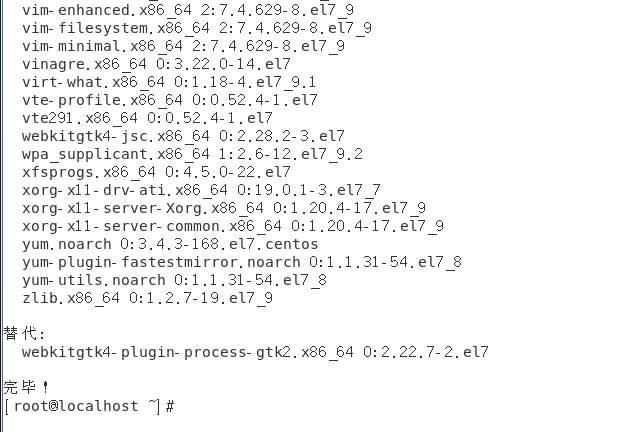 vim-enhanced.x86_64 2:7.4.629-8.el7_9
vim-filesystem.x86_64 2:7.4.629-8.el7_9
vim-minimal.x86_64 2:7.4.629-8.el7_9
vinagre.x86_64 0:3.22.0-14.el7
virt-what.x86_64 0:1.18-4.el7_9.1
vte-profile.x86_64 0:0.52.4-1.el7
vte291.x86_64 0:0.52.4-1.el7
webkitgtk4-jsc.x86_64 0:2.28.2-3.el7
wpa_supplicant.x86_64 1:2.6-12.el7_9.2
xfsprogs.x86_64 0:4.5.0-22.el7
xorg-x11-drv-ati.x86_64 0:19.0.1-3.el7_7
xorg-x11-server-Xorg.x86_64 0:1.20.4-17.el7_9
xorg-x11-server-common.x86_64 0:1.20.4-17.el7_9
yum.noarch 0:3.4.3-168.el7.centos
yum-plugin-fastestmirror.noarch 0:1.1.31-54.el7_8
yum-utils.noarch 0:1.1.31-54.el7_8
zlib.x86_64 0:1.2.7-19.el7_9
替代:
webkitgtk4-plugin-process-gtk2.x86_64 0:2.22.7-2.el7
完毕！
[root@localhost ~]#